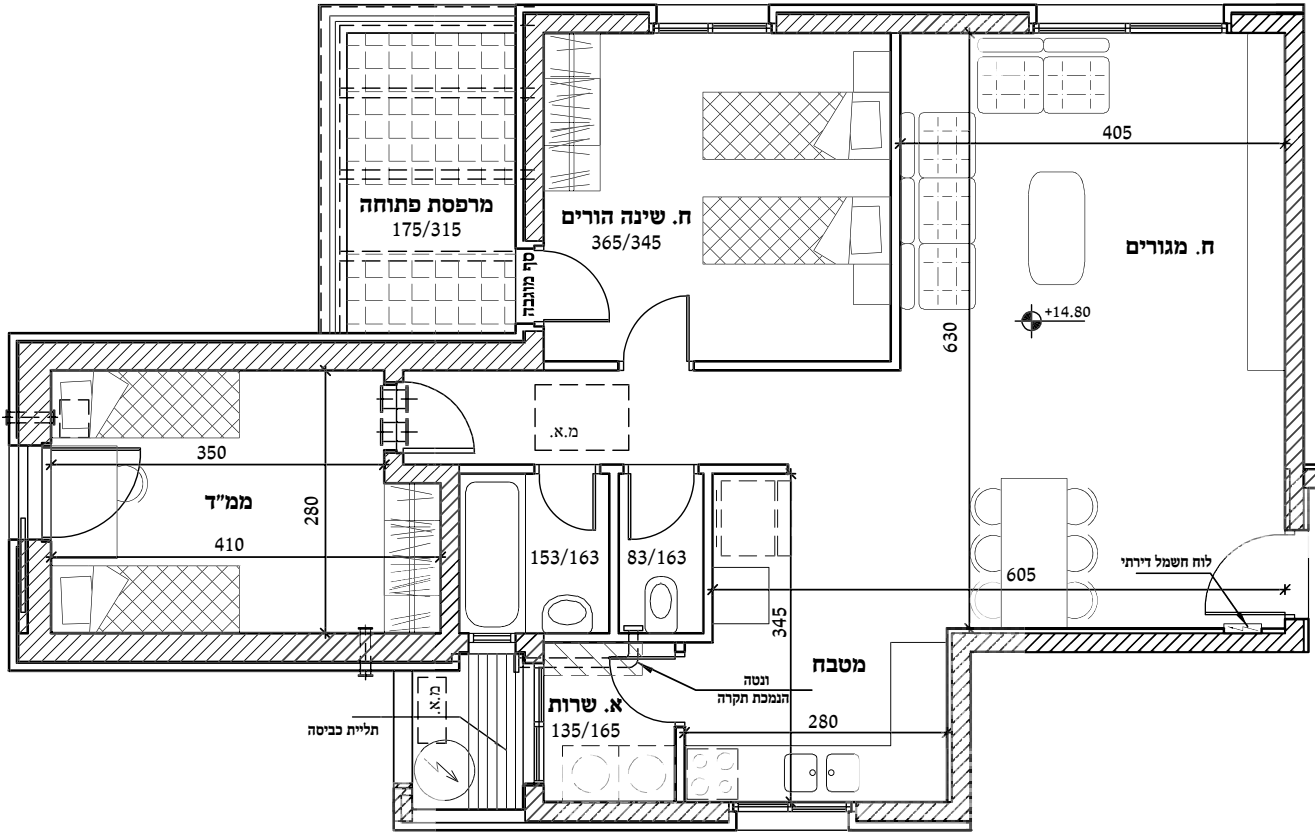 מרפסת פתוחה
175/315
סף מוגבה
ח. שינה הורים
365/345
405
ח. מגורים
+14.80
630
מ.א.
350
ממ"ד
280
410
153/163
83/163
605
לוח חשמל דירתי
345
מטבח
ונטה
הנמכת תקרה
א. שרות
135/165
280
מ.א.
תליית כביסה